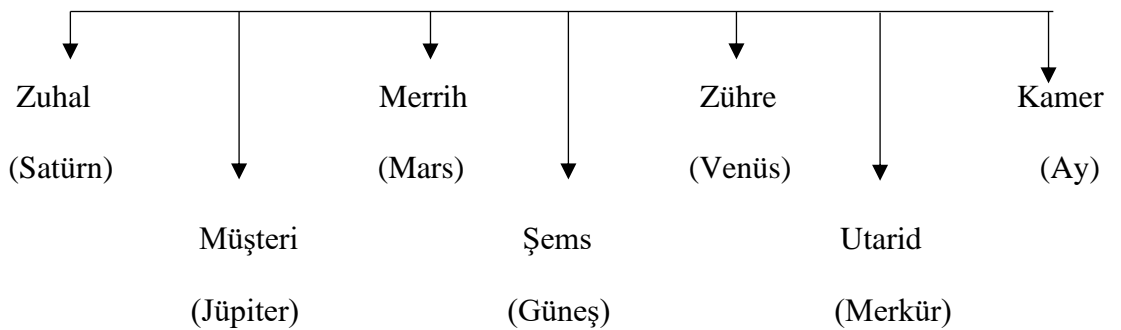 Zuhal Merrih Zühre Kamer
(Satürn) (Mars) (Venüs) (Ay)
Müşteri Şems Utarid
(Jüpiter) (Güneş) (Merkür)